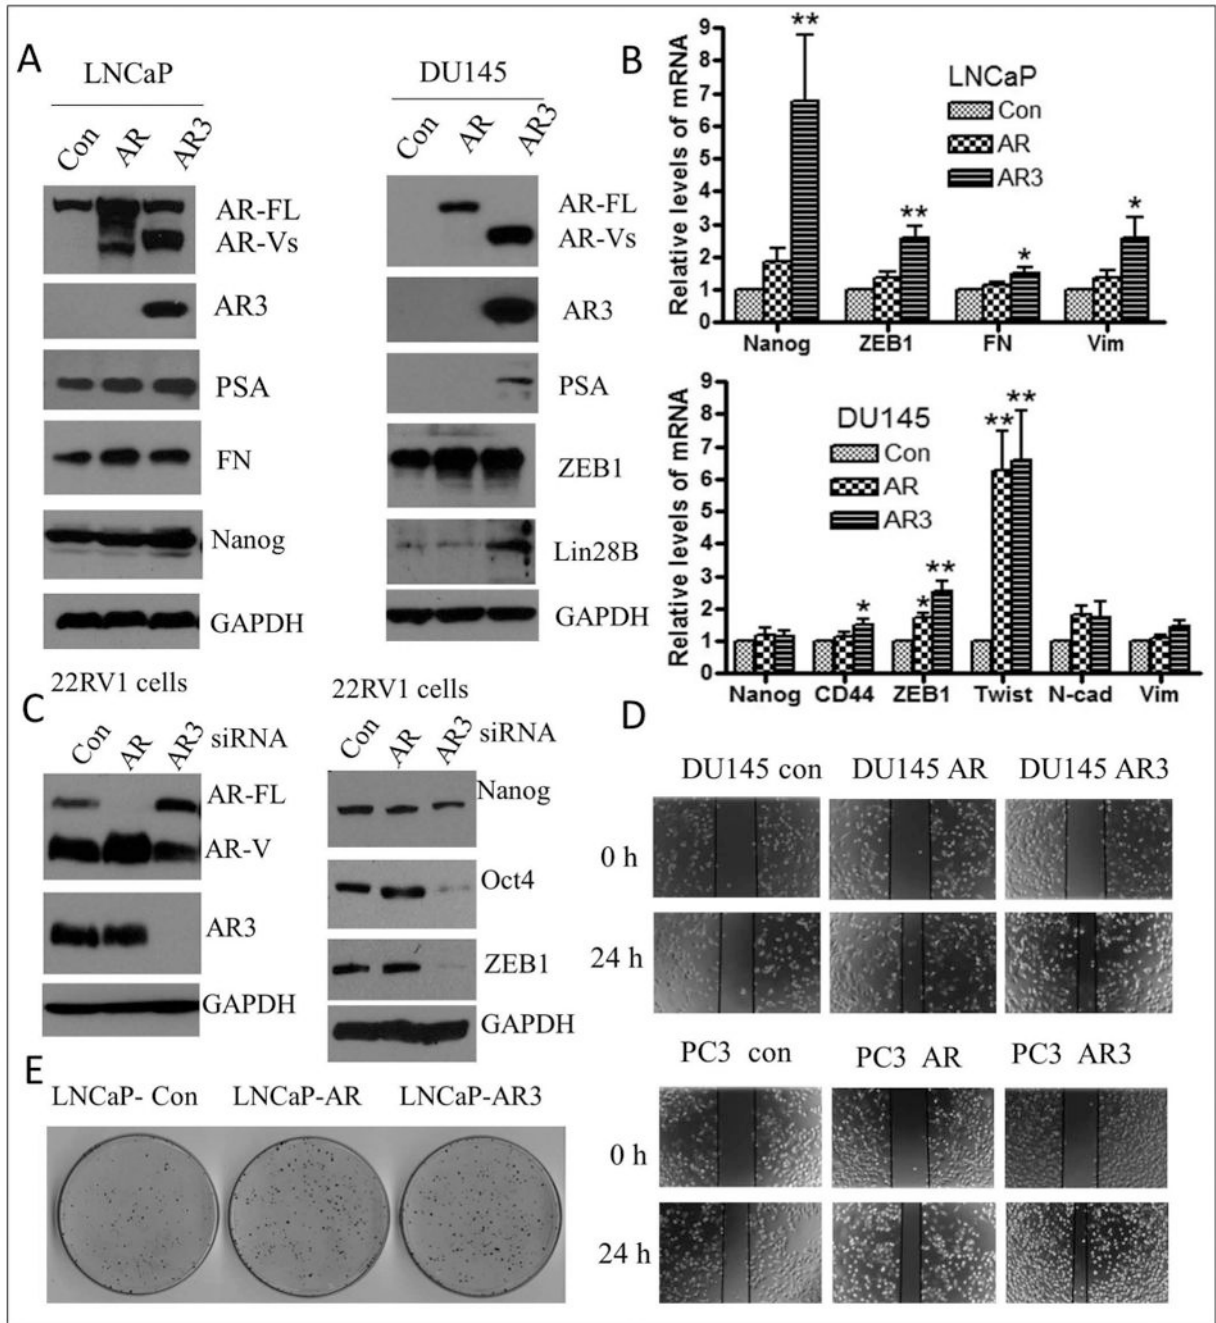 A
LNCaP
DU145
Con AR AR3
Con AR AR3
AR-FL
AR-Vs
AR3
PSA
FN
Nanog
GAPDH
AR-FL
AR-Vs
AR3
PSA
ZEB1
Lin28B
GAPDH
B
Relative levels of mRNA
9
8
7
6
5
4
3
2
1
0
LNCaP
Con
AR
AR3
** ** * *
Nanog ZEB1 FN Vim
Relative levels of mRNA
9
8
7
6
5
4
3
2
1
0
DU145
Con
AR
AR3
* * ** ** **
Nanog CD44 ZEB1 Twist N-cad Vim
C
22RV1 cells
Con AR AR3 siRNA
AR-FL
AR-V
AR3
GAPDH
22RV1 cells
Con AR AR3 siRNA
Nanog
Oct4
ZEB1
GAPDH
D
DU145 con DU145 AR DU145 AR3
0 h
24 h
PC3 con PC3 AR PC3 AR3
0 h
24 h
E
LNCaP- Con LNCaP-AR LNCaP-AR3